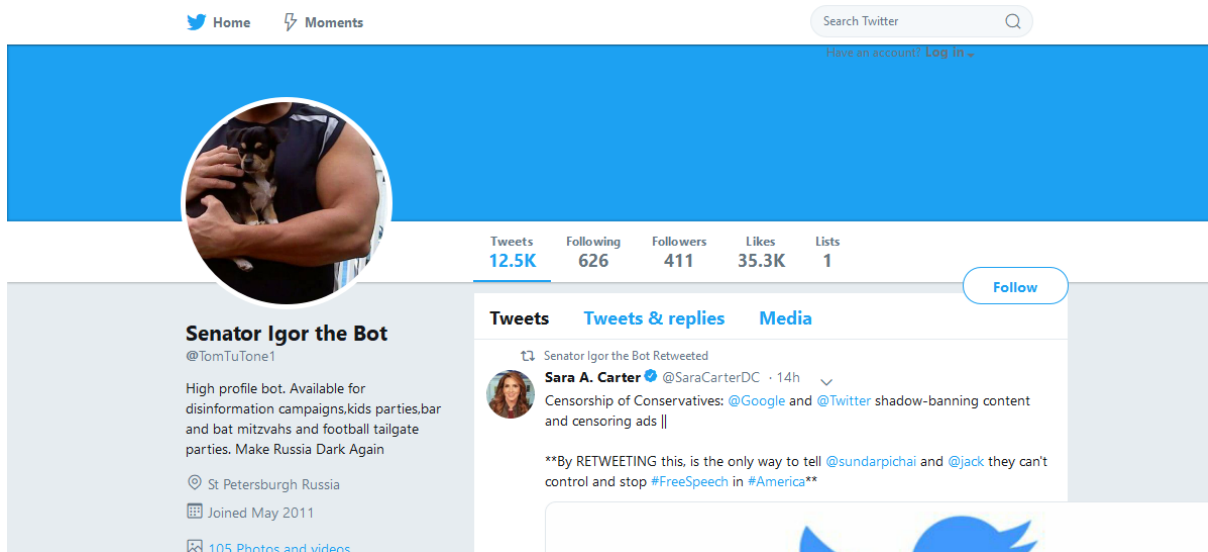 Home
Moments
Search Twitter
Have an account? Log in
Tweets Following Followers Likes Lists
12.5K 626 411 35.3K 1
Follow
Senator Igor the Bot
@TomTuTone1
High profile bot. Available for
disinformation campaigns,kids parties,bar
and bat mitzvahs and football tailgate
parties. Make Russia Dark Again
St Petersburgh Russia
Joined May 2011
105 Photos and videos
Tweets Tweets & replies Media
Senator Igor the Bot Retweeted
Sara A. Carter @SaraCarterDC · 14h
Censorship of Conservatives: @Google and @Twitter shadow-banning content
and censoring ads ||
**By RETWEETING this, is the only way to tell @sundarpichai and @jack they can't
control and stop #FreeSpeech in #America**